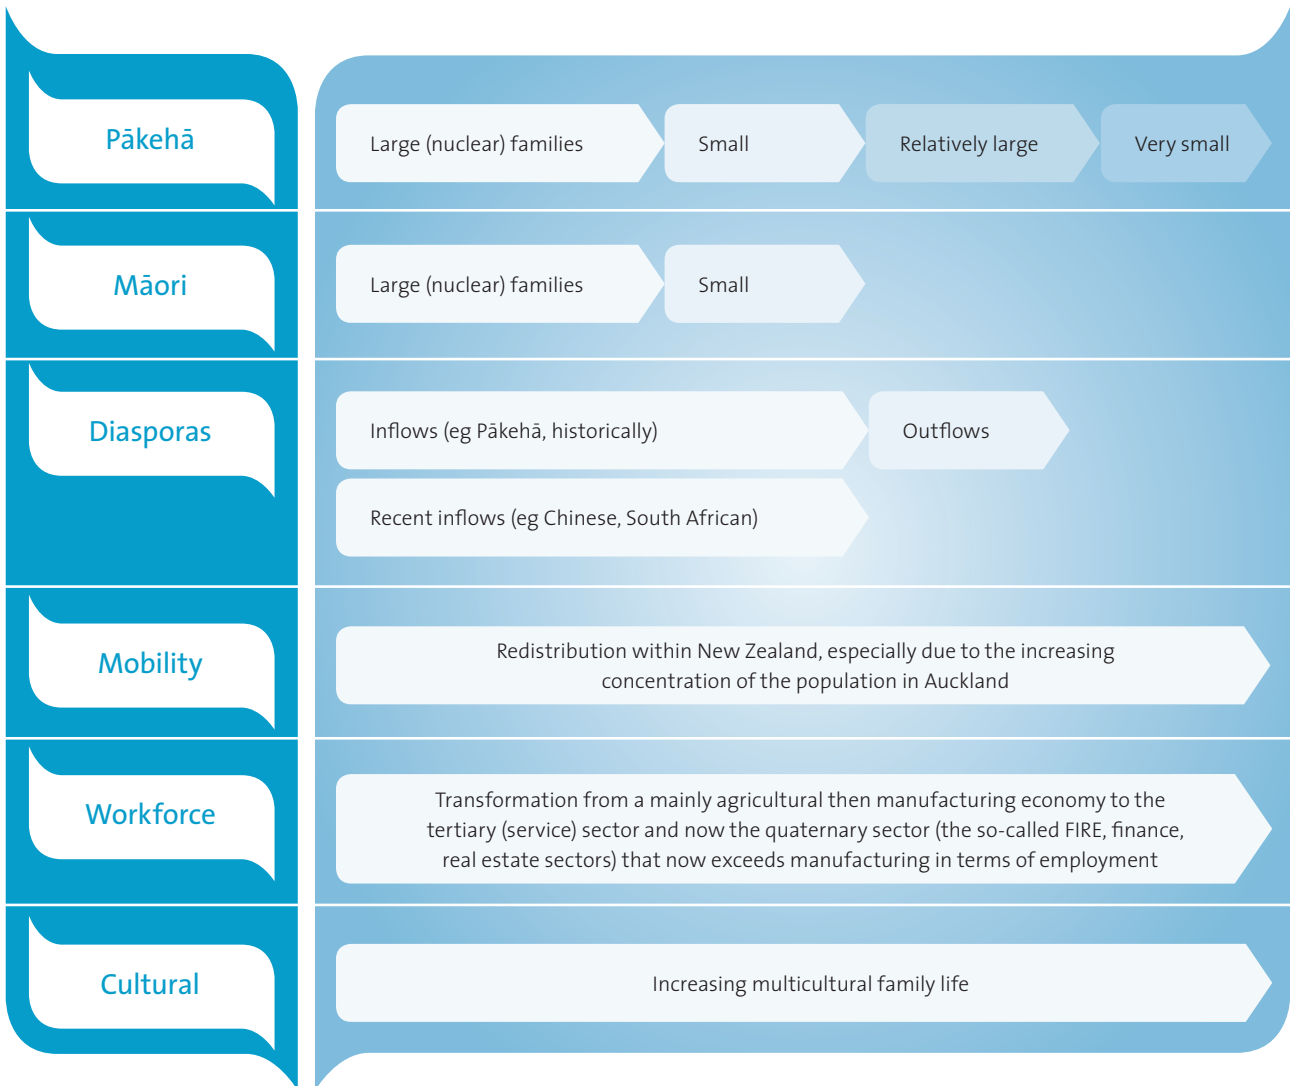 Pākehā
Large (nuclear) families
Small
Relatively large
Very small
Māori
Large (nuclear) families
Small
Diasporas
Inflows (eg Pākehā, historically)
Outflows
Recent inflows (eg Chinese, South African)
Mobility
Redistribution within New Zealand, especially due to the increasing
concentration of the population in Auckland
Workforce
Transformation from a mainly agricultural then manufacturing economy to the
tertiary (service) sector and now the quaternary sector (the so-called FIRE, finance,
real estate sectors) that now exceeds manufacturing in terms of employment
Cultural
Increasing multicultural family life